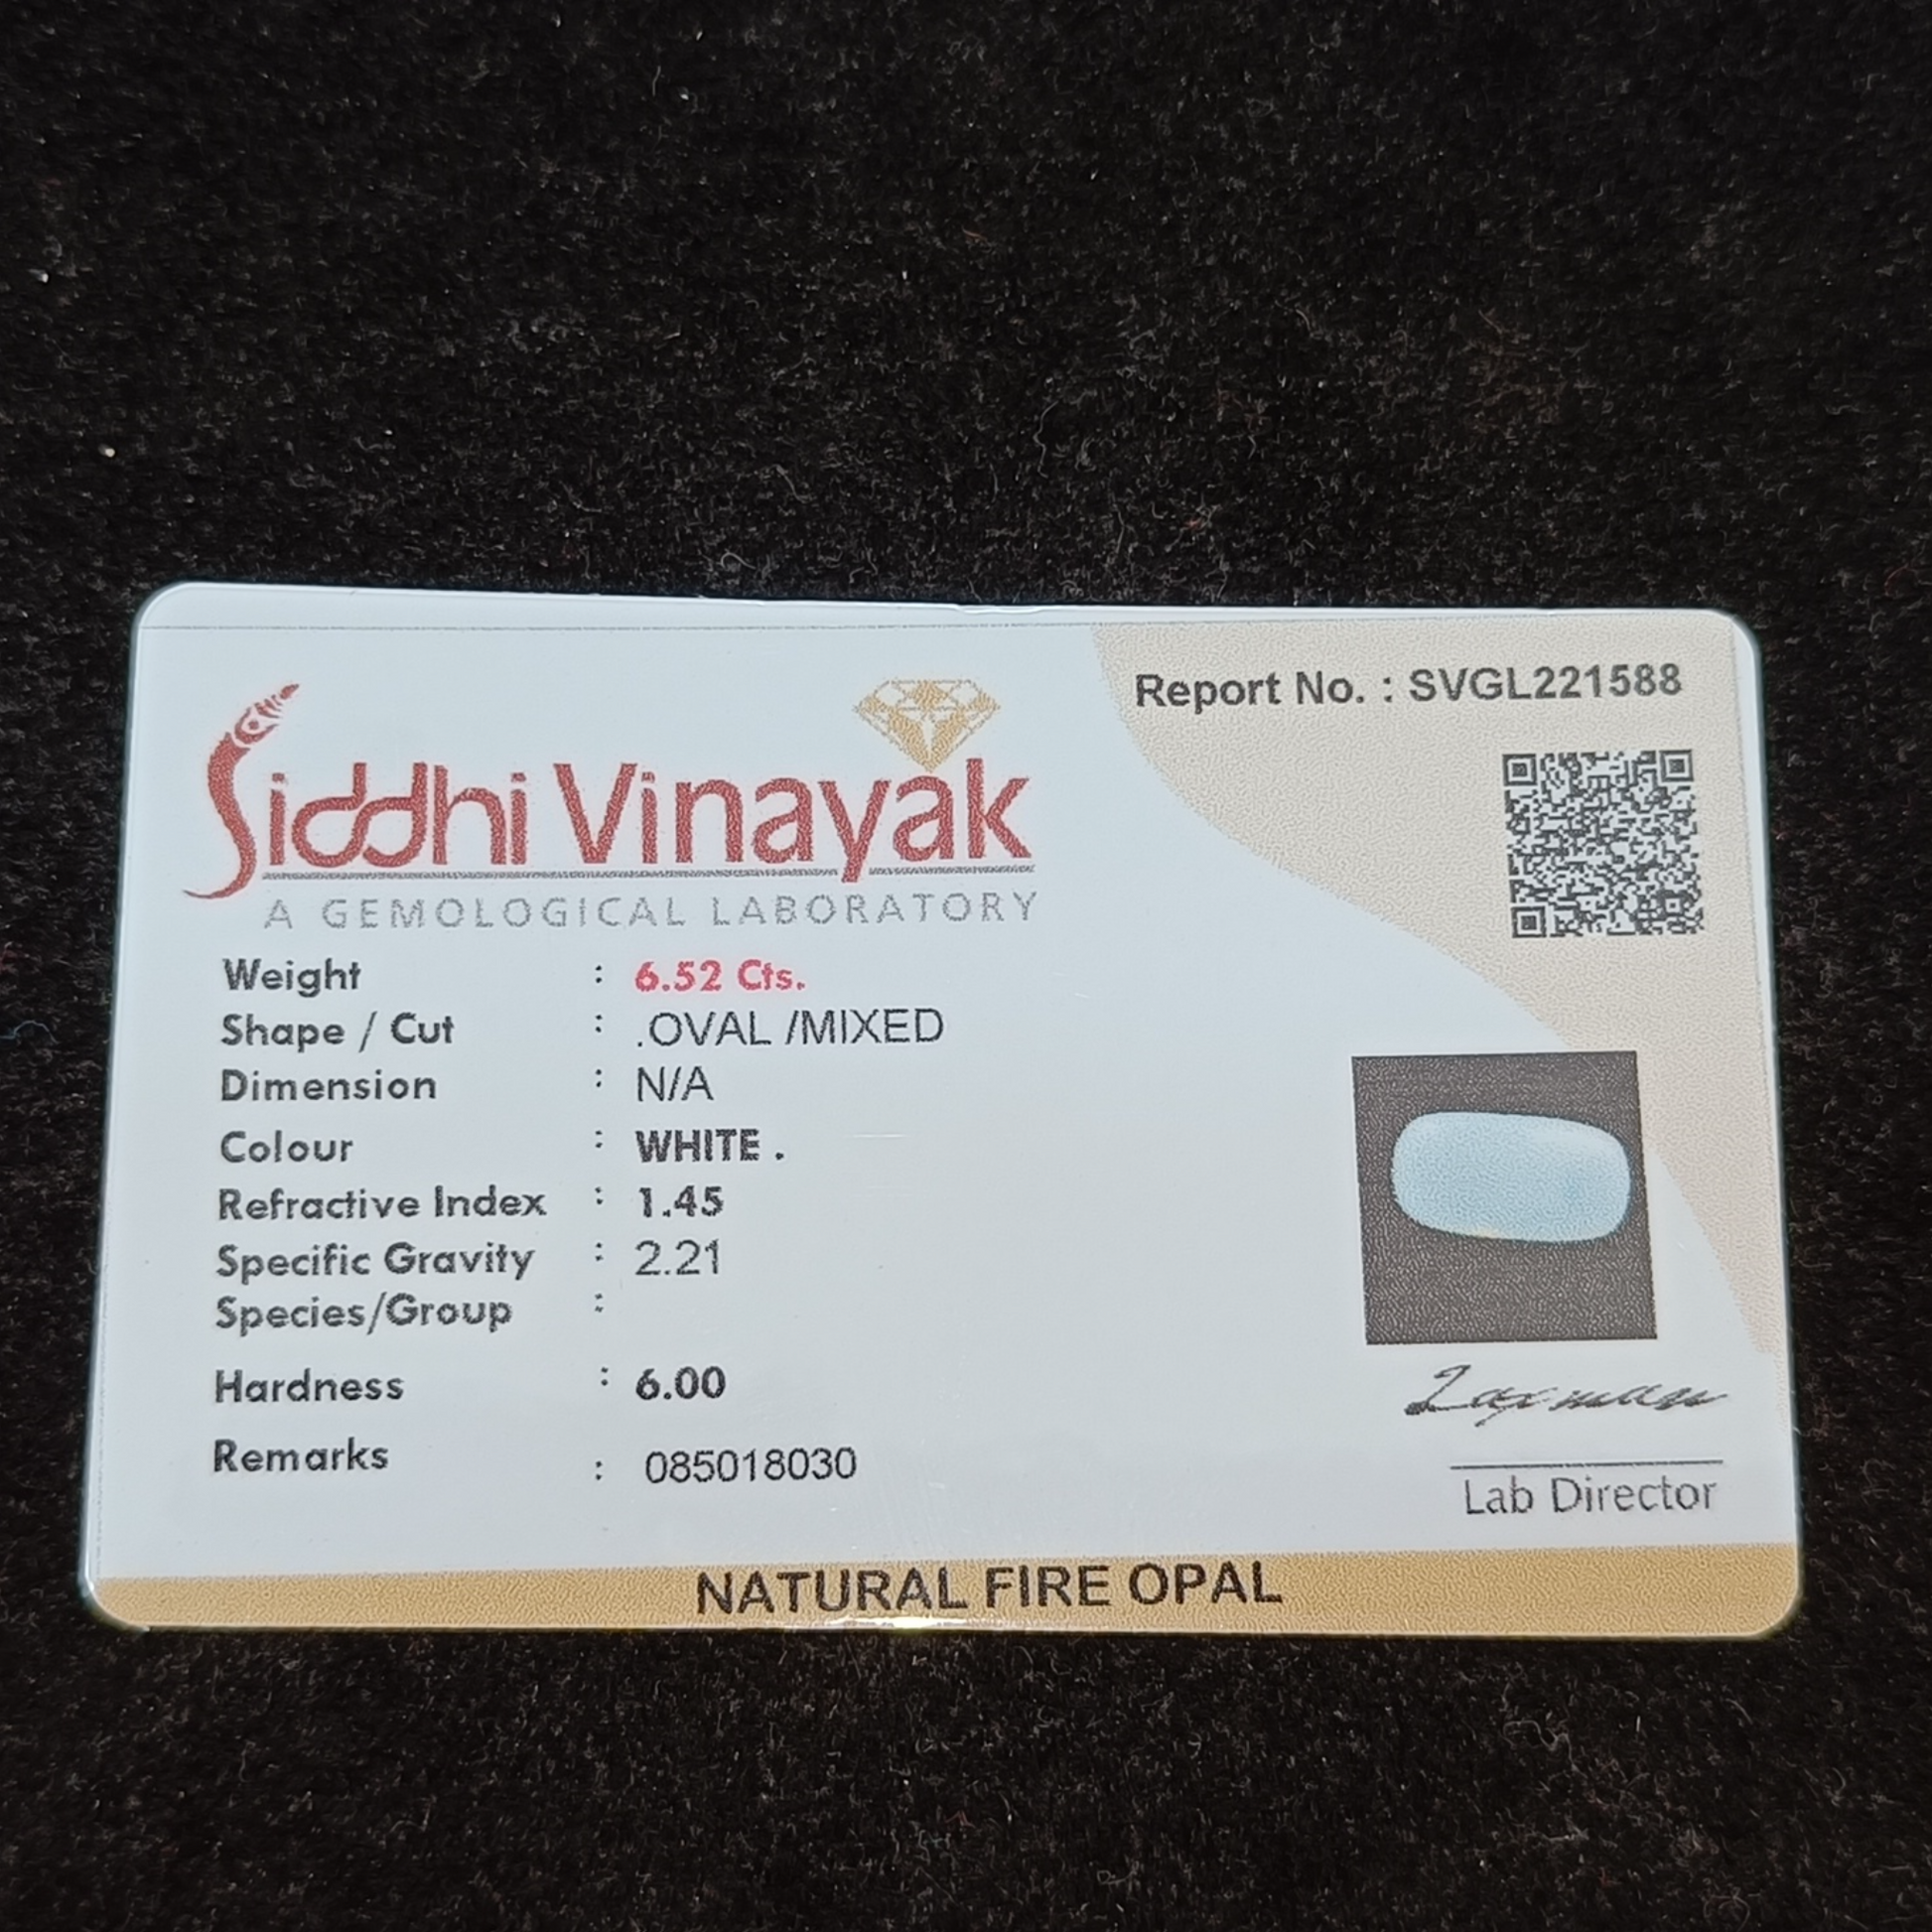 Report No. : SVGL221588
Siddhi Vinayak
A GEMOLOGICAL LABORATORY
Weight : 6.52 Cts.
Shape / Cut : .OVAL /MIXED
Dimension : N/A
Colour : WHITE .
Refractive Index : 1.45
Specific Gravity : 2.21
Species/Group :
Hardness : 6.00
Remarks : 085018030
Laxman
Lab Director
NATURAL FIRE OPAL